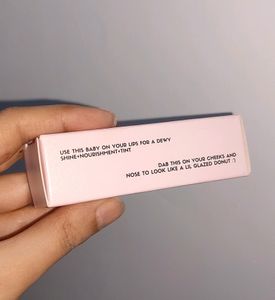 USE THIS BABY ON YOUR LIPS FOR A DEWY
SHINE+NOURISHMENT+TINT
DAB THIS ON YOUR CHEEKS AND
NOSE TO LOOK LIKE A LIL GLAZED DONUT :)